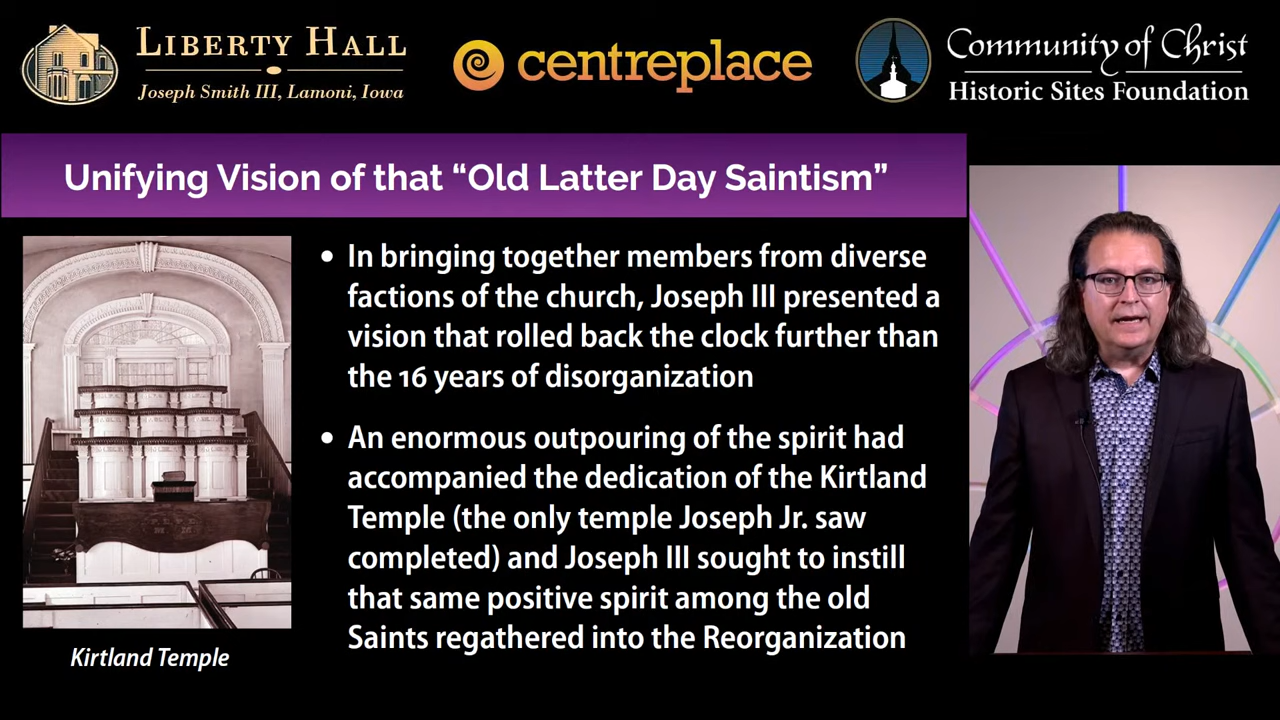 LIBERTY HALL
Joseph Smith III, Lamoni, Iowa
centreplace
Community of Christ
Historic Sites Foundation
Unifying Vision of that “Old Latter Day Saintism”
• In bringing together members from diverse
factions of the church, Joseph III presented a
vision that rolled back the clock further than
the 16 years of disorganization
• An enormous outpouring of the spirit had
accompanied the dedication of the Kirtland
Temple (the only temple Joseph Jr. saw
completed) and Joseph III sought to instill
that same positive spirit among the old
Saints regathered into the Reorganization
Kirtland Temple